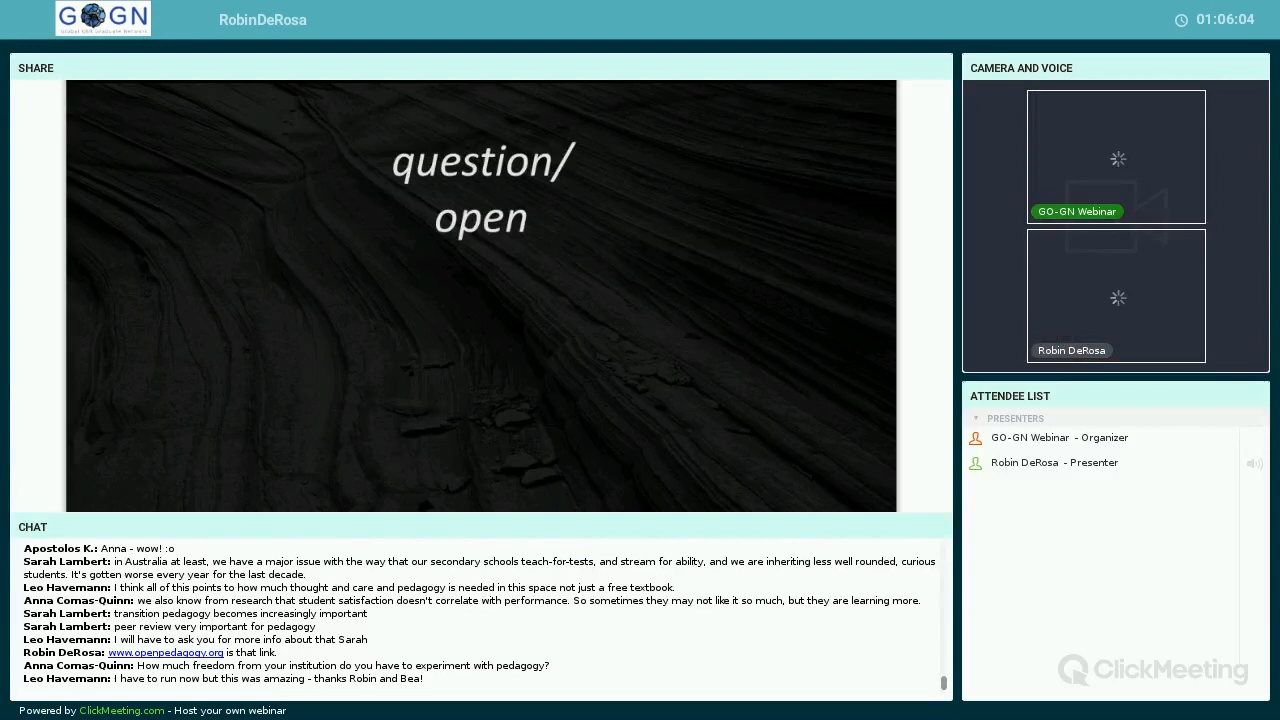 GO-GN
Global OER Graduate Network
RobinDeRosa
01:06:04
SHARE
question/
open
CAMERA AND VOICE
GO-GN Webinar
Robin DeRosa
ATTENDEE LIST
PRESENTERS
GO-GN Webinar - Organizer
Robin DeRosa - Presenter
CHAT
Apostolos K.: Anna - wow! :o
Sarah Lambert: in Australia at least, we have a major issue with the way that our secondary schools teach-for-tests, and stream for ability, and we are inheriting less well rounded, curious
students. It's gotten worse every year for the last decade.
Leo Havemann: I think all of this points to how much thought and care and pedagogy is needed in this space not just a free textbook.
Anna Comas-Quinn: we also know from research that student satisfaction doesn't correlate with performance. So sometimes they may not like it so much, but they are learning more.
Sarah Lambert: transition pedagogy becomes increasingly important
Sarah Lambert: peer review very important for pedagogy
Leo Havemann: I will have to ask you for more info about that Sarah
Robin DeRosa: www.openpedagogy.org is that link.
Anna Comas-Quinn: How much freedom from your institution do you have to experiment with pedagogy?
Leo Havemann: I have to run now but this was amazing - thanks Robin and Bea!
ClickMeeting
Powered by ClickMeeting.com - Host your own webinar